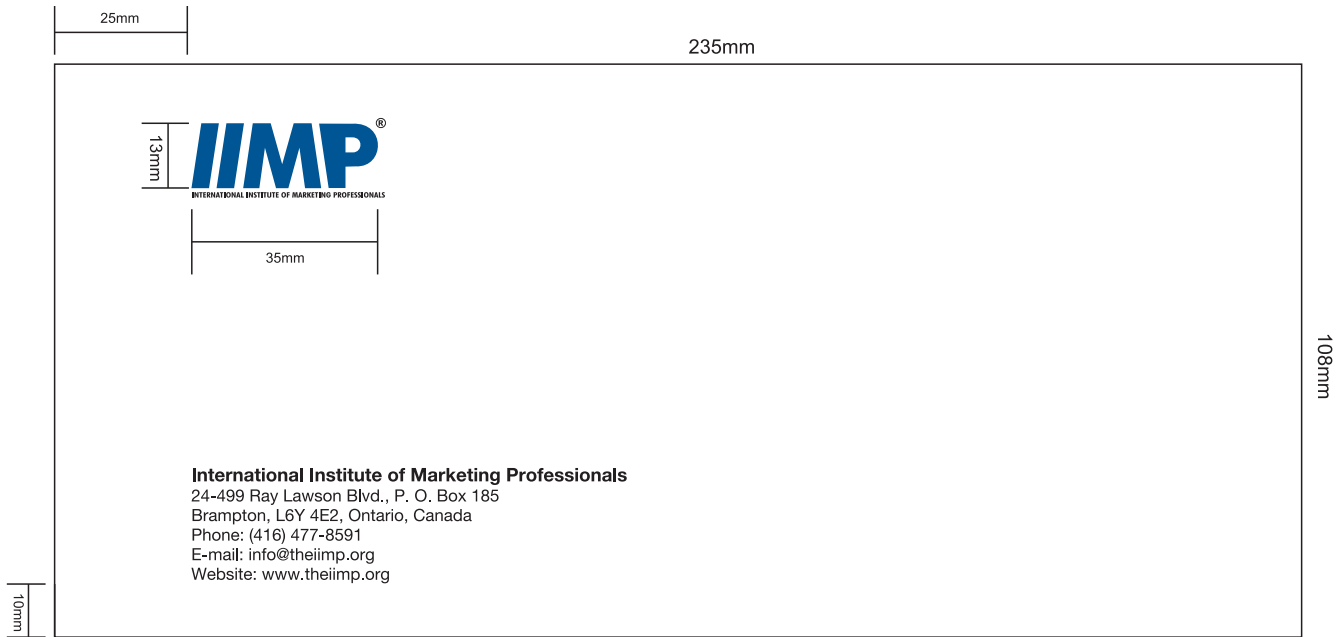 25mm
235mm
13mm
IIMP®
INTERNATIONAL INSTITUTE OF MARKETING PROFESSIONALS
35mm
108mm
International Institute of Marketing Professionals
24-499 Ray Lawson Blvd., P. O. Box 185
Brampton, L6Y 4E2, Ontario, Canada
Phone: (416) 477-8591
E-mail: info@theiimp.org
Website: www.theiimp.org
10mm